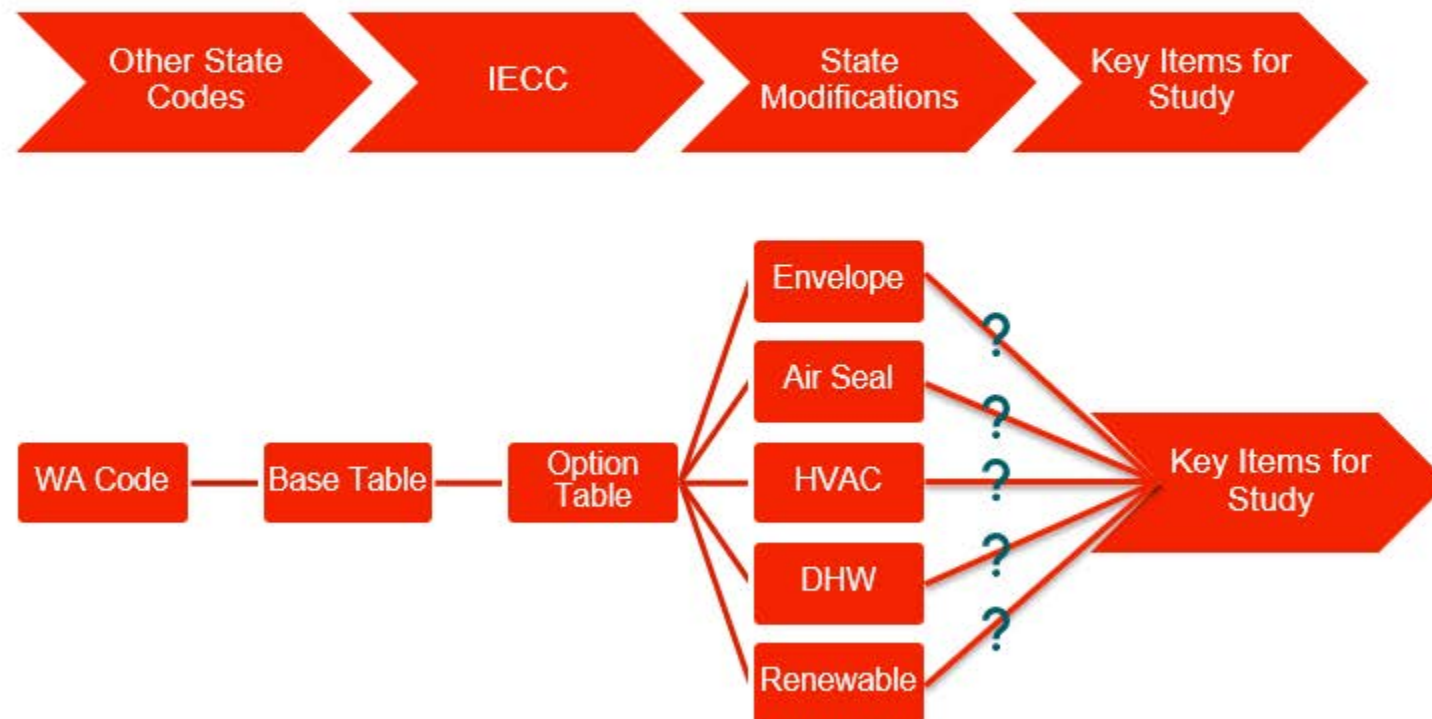 Other State
Codes
IECC
State
Modifications
Key Items for
Study
Envelope
?
Air Seal
?
WA Code
Base Table
Option
Table
HVAC
?
Key Items for
Study
DHW
?
Renewable
?